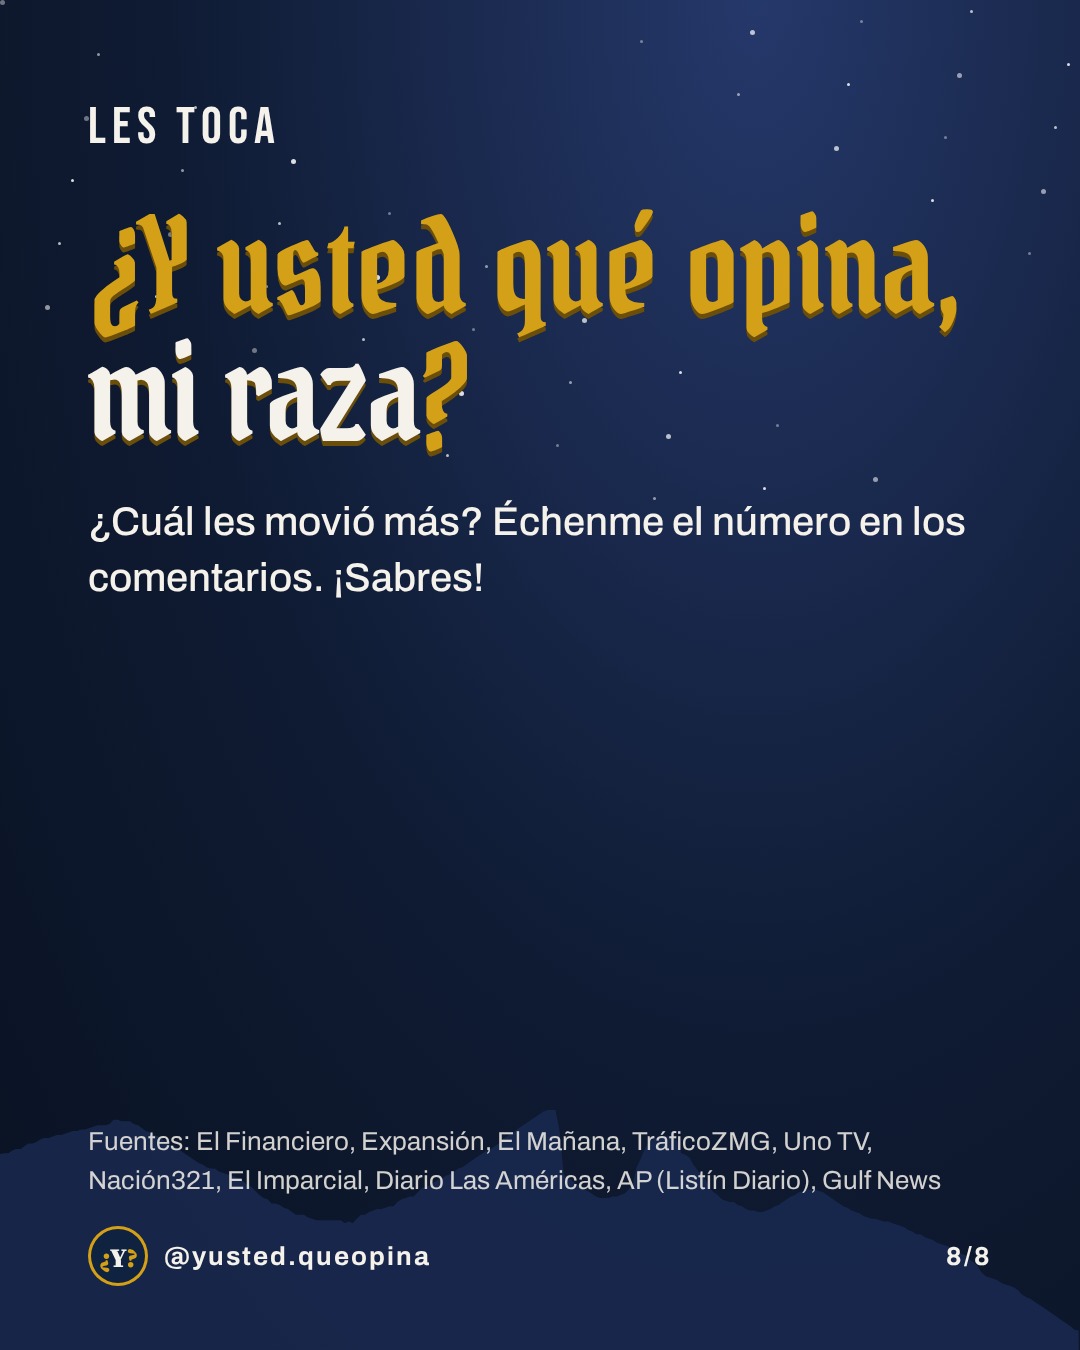 LES TOCA
¿Y usted qué opina,
mi raza?
¿Cuál les movió más? Échenme el número en los
comentarios. ¡Sabres!
Fuentes: El Financiero, Expansión, El Mañana, TráficoZMG, Uno TV,
Nación321, El Imparcial, Diario Las Américas, AP (Listín Diario), Gulf News
¿Y?
@yusted.queopina
8/8